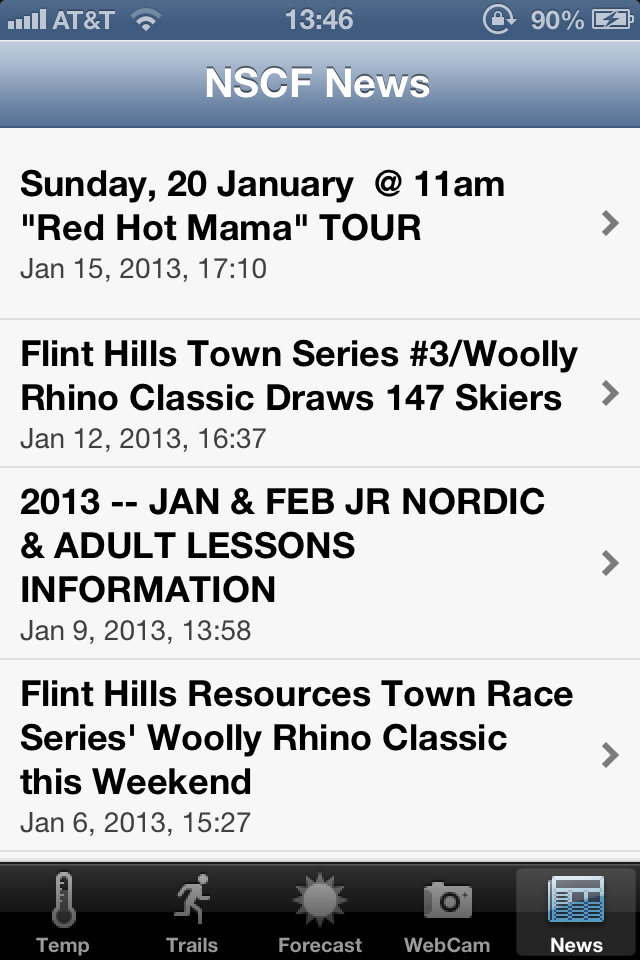 AT&T 13:46 90%
NSCF News
Sunday, 20 January  @ 11am
"Red Hot Mama" TOUR
Jan 15, 2013, 17:10
Flint Hills Town Series #3/Woolly
Rhino Classic Draws 147 Skiers
Jan 12, 2013, 16:37
2013 -- JAN & FEB JR NORDIC
& ADULT LESSONS
INFORMATION
Jan 9, 2013, 13:58
Flint Hills Resources Town Race
Series' Woolly Rhino Classic
this Weekend
Jan 6, 2013, 15:27
Temp Trails Forecast WebCam News